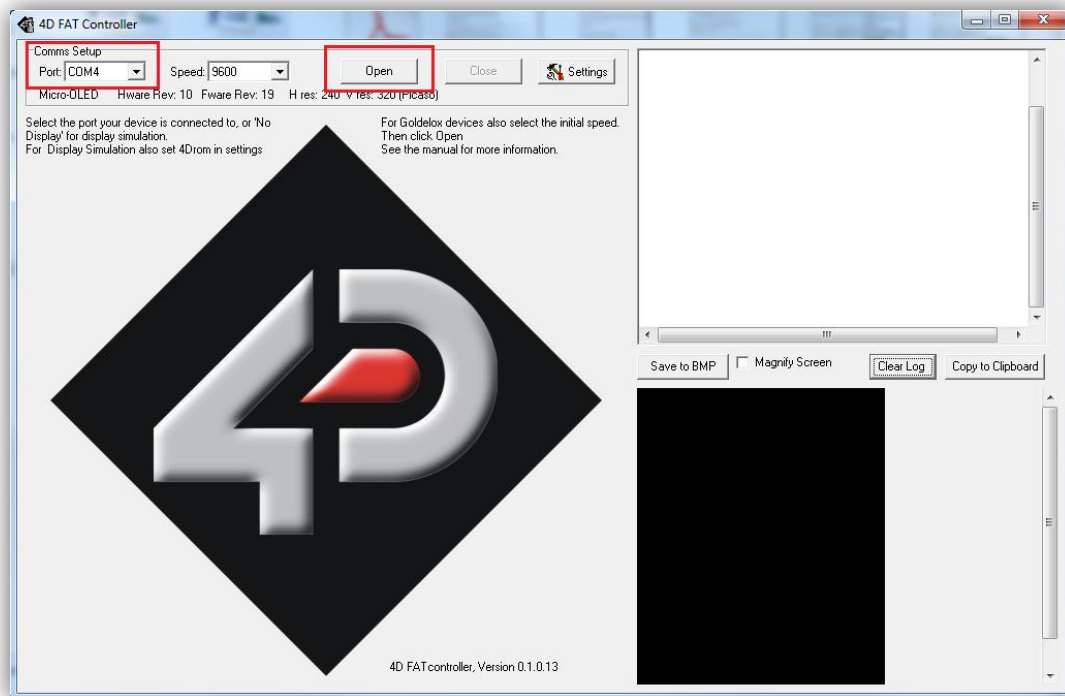 4D FAT Controller
Comms Setup
Port: COM4 Speed: 9600 Open Close Settings
Micro-OLED Hware Rev: 10 Fware Rev: 19 H res: 240 V res: 320 (Picaso)
Select the port your device is connected to, or 'No
Display' for display simulation.
For Display Simulation also set 4Drom in settings
For Goldelox devices also select the initial speed.
Then click Open
See the manual for more information.
4D
4D FATcontroller, Version 0.1.0.13
Save to BMP Magnify Screen Clear Log Copy to Clipboard